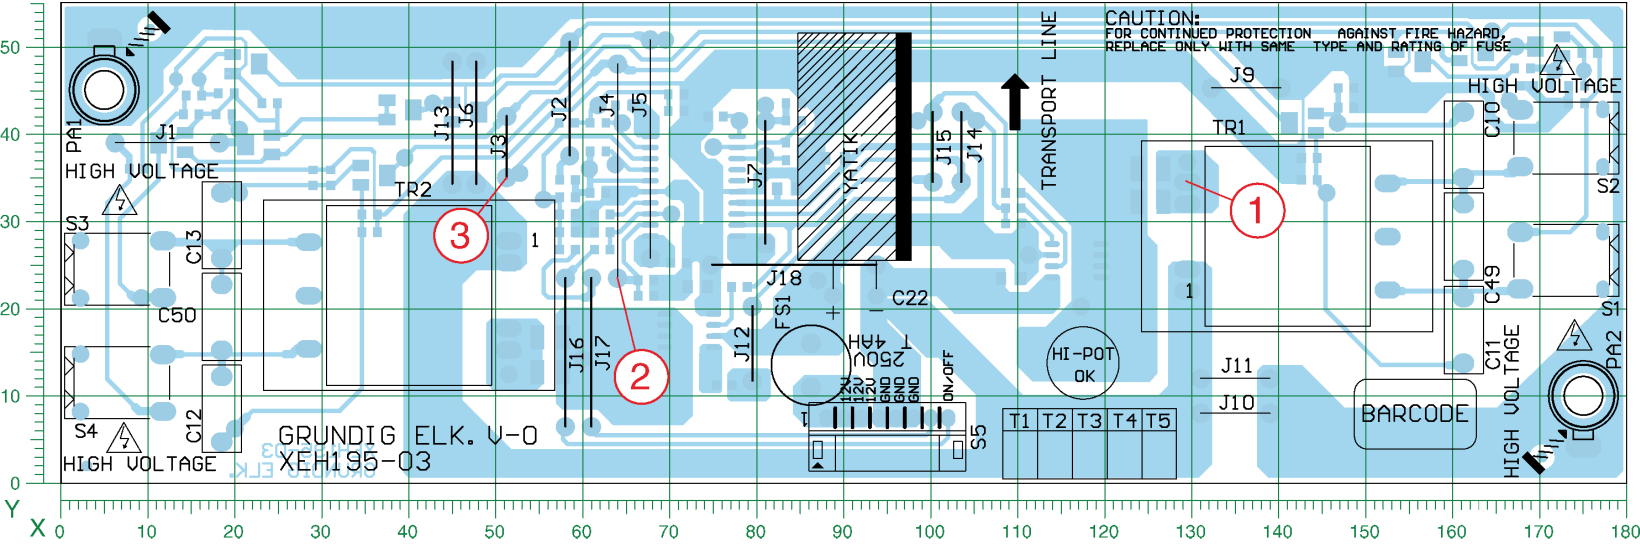 CAUTION:
FOR CONTINUED PROTECTION AGAINST FIRE HAZARD,
REPLACE ONLY WITH SAME TYPE AND RATING OF FUSE
50
40
30
20
10
0
Y
X
0 10 20 30 40 50 60 70 80 90 100 110 120 130 140 150 160 170 180
PA1
J1
HIGH VOLTAGE
S3
C13
TR2
1
C50
S4
C12
HIGH VOLTAGE
GRUNDIG ELK. V-0
XEH195-03
XEH195-03
GRUNDIG ELK.
J13
J6
J3
J2
J4
J5
3
J16
J17
2
J7
J18
J12
FS1
YATIK
C22
+
−
T
4AH
250V
12V
12V
12V
GND
GND
GND
ON/OFF
1
S5
J15
J14
TRANSPORT LINE
HI-POT
OK
T1 T2 T3 T4 T5
J9
TR1
1
1
J11
J10
BARCODE
HIGH VOLTAGE
C10
S2
C49
S1
C11
HIGH VOLTAGE
PA2